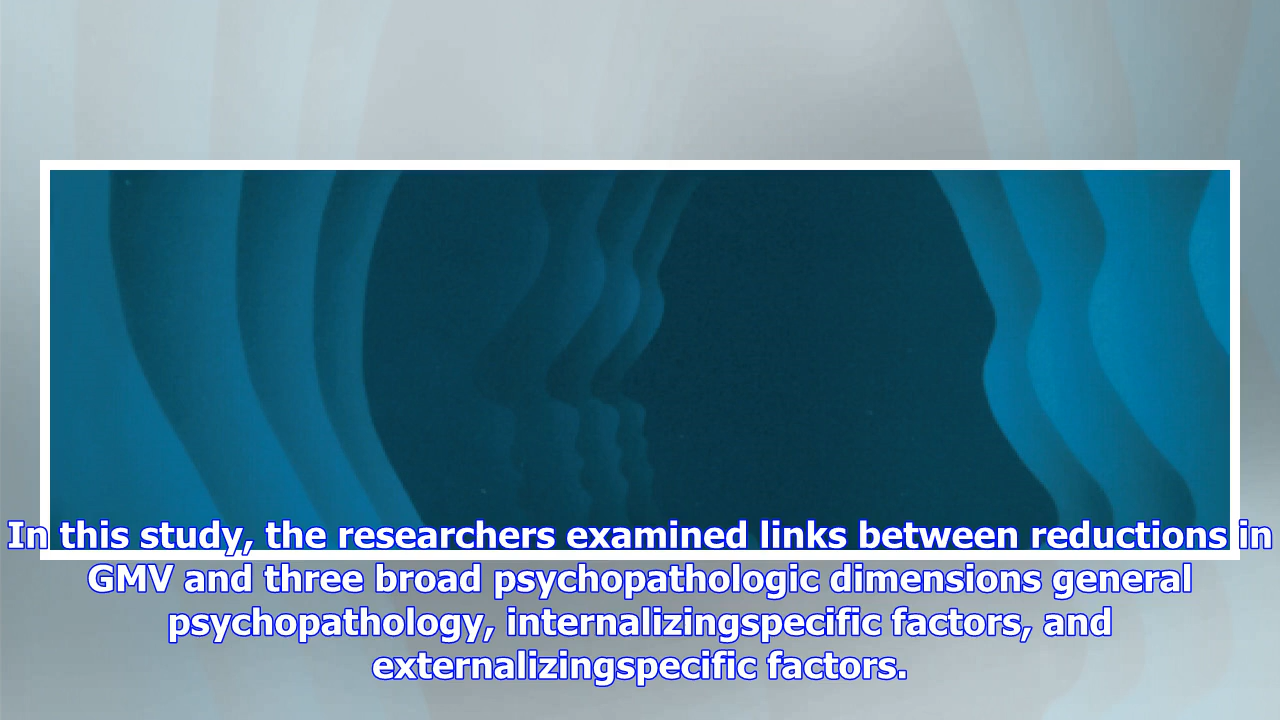 In this study, the researchers examined links between reductions in
GMV and three broad psychopathologic dimensions general
psychopathology, internalizingspecific factors, and
externalizingspecific factors.